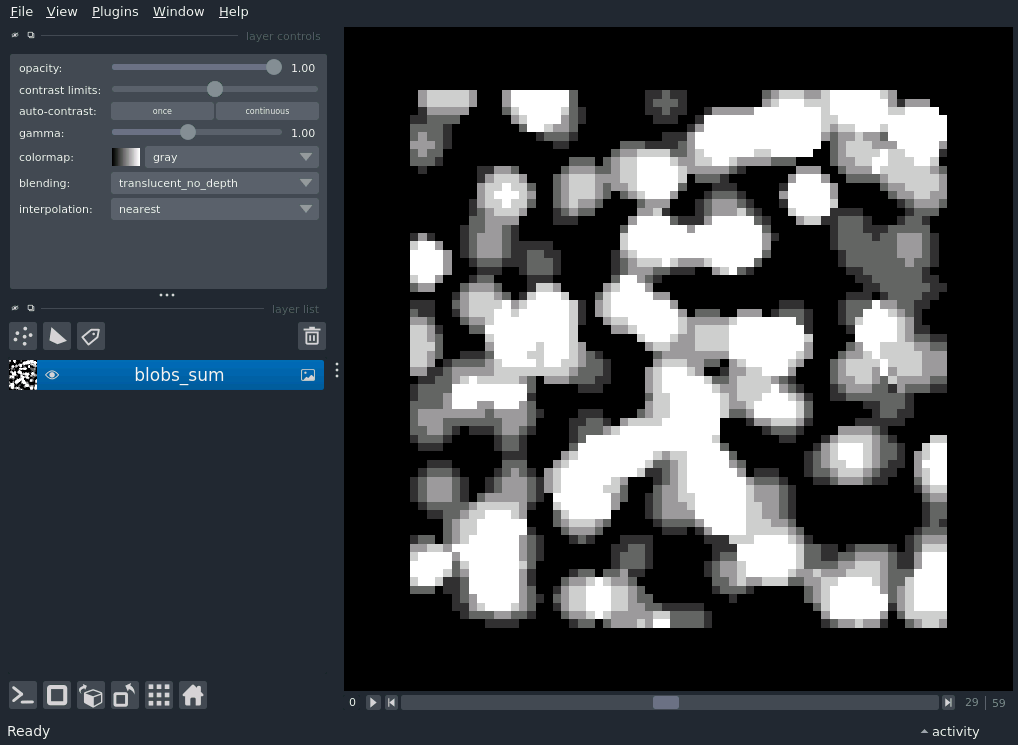 File View Plugins Window Help
layer controls
opacity: 1.00
contrast limits:
auto-contrast: once continuous
gamma: 1.00
colormap: gray
blending: translucent_no_depth
interpolation: nearest
layer list
blobs_sum
0 29 59
Ready activity